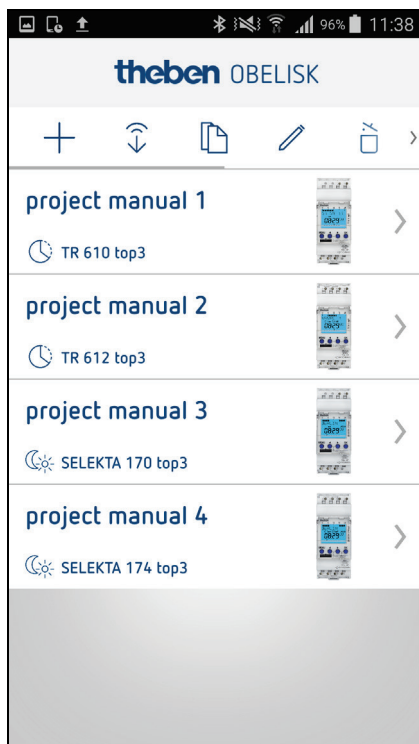 96% 11:38
theben OBELISK
project manual 1
TR 610 top3
project manual 2
TR 612 top3
project manual 3
SELEKTA 170 top3
project manual 4
SELEKTA 174 top3